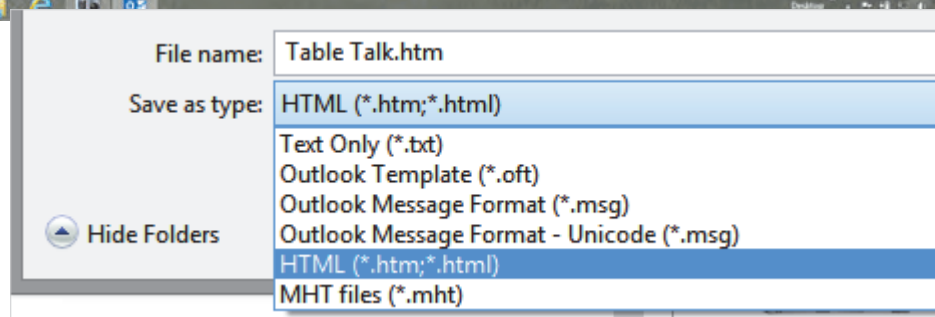 Desktop
File name: Table Talk.htm
Save as type: HTML (*.htm;*.html)
Text Only (*.txt)
Outlook Template (*.oft)
Outlook Message Format (*.msg)
Hide Folders
Outlook Message Format - Unicode (*.msg)
HTML (*.htm;*.html)
MHT files (*.mht)